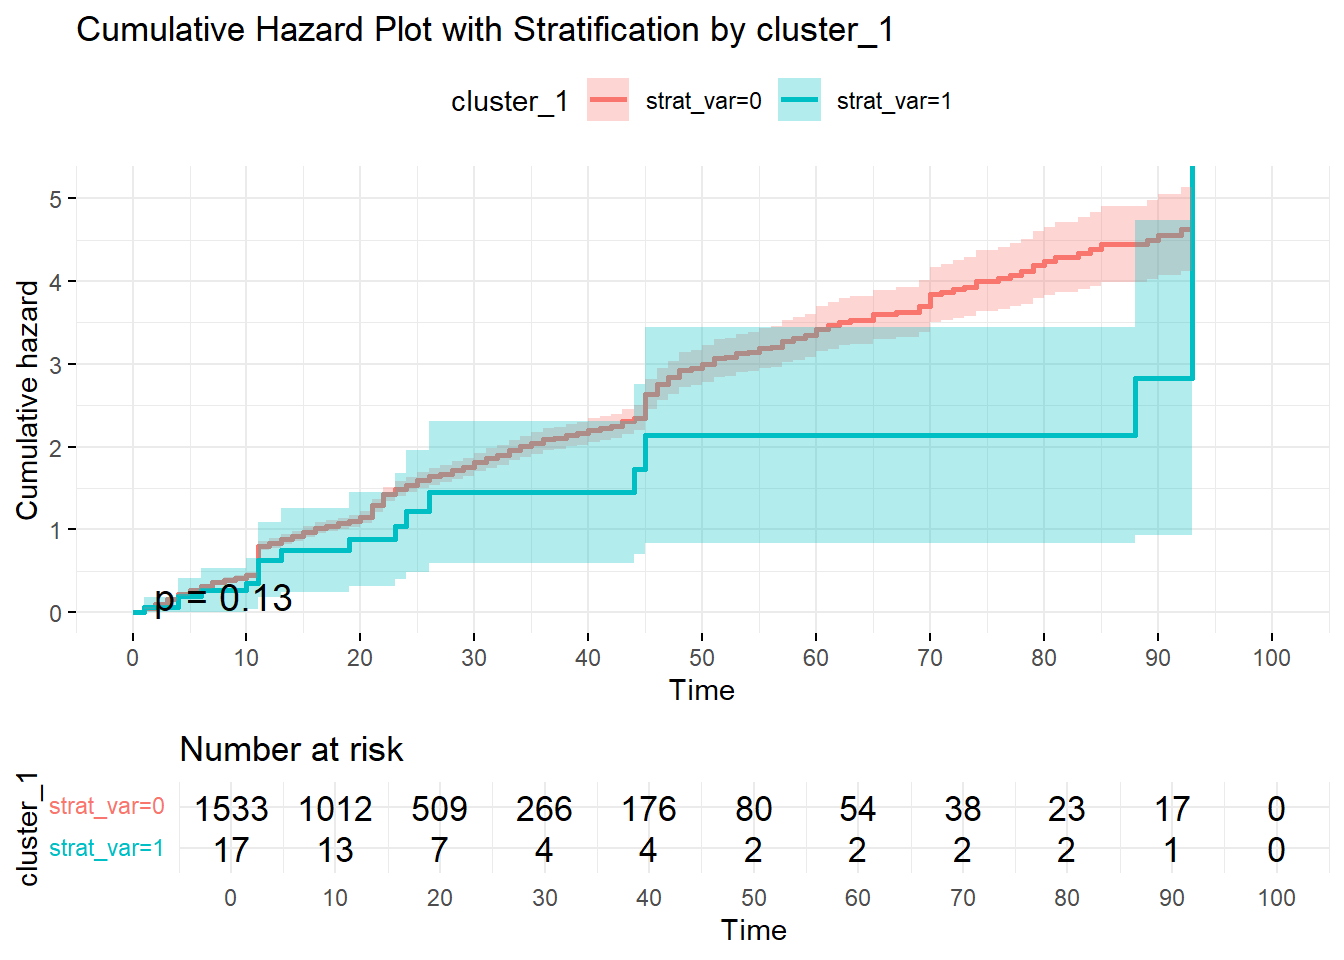 Cumulative Hazard Plot with Stratification by cluster_1
cluster_1 strat_var=0 strat_var=1
Cumulative hazard
5
4
3
2
1
0
p = 0.13
0 10 20 30 40 50 60 70 80 90 100
Time
Number at risk
cluster_1
strat_var=0 1533 1012 509 266 176 80 54 38 23 17 0
strat_var=1 17 13 7 4 4 2 2 2 2 1 0
0 10 20 30 40 50 60 70 80 90 100
Time